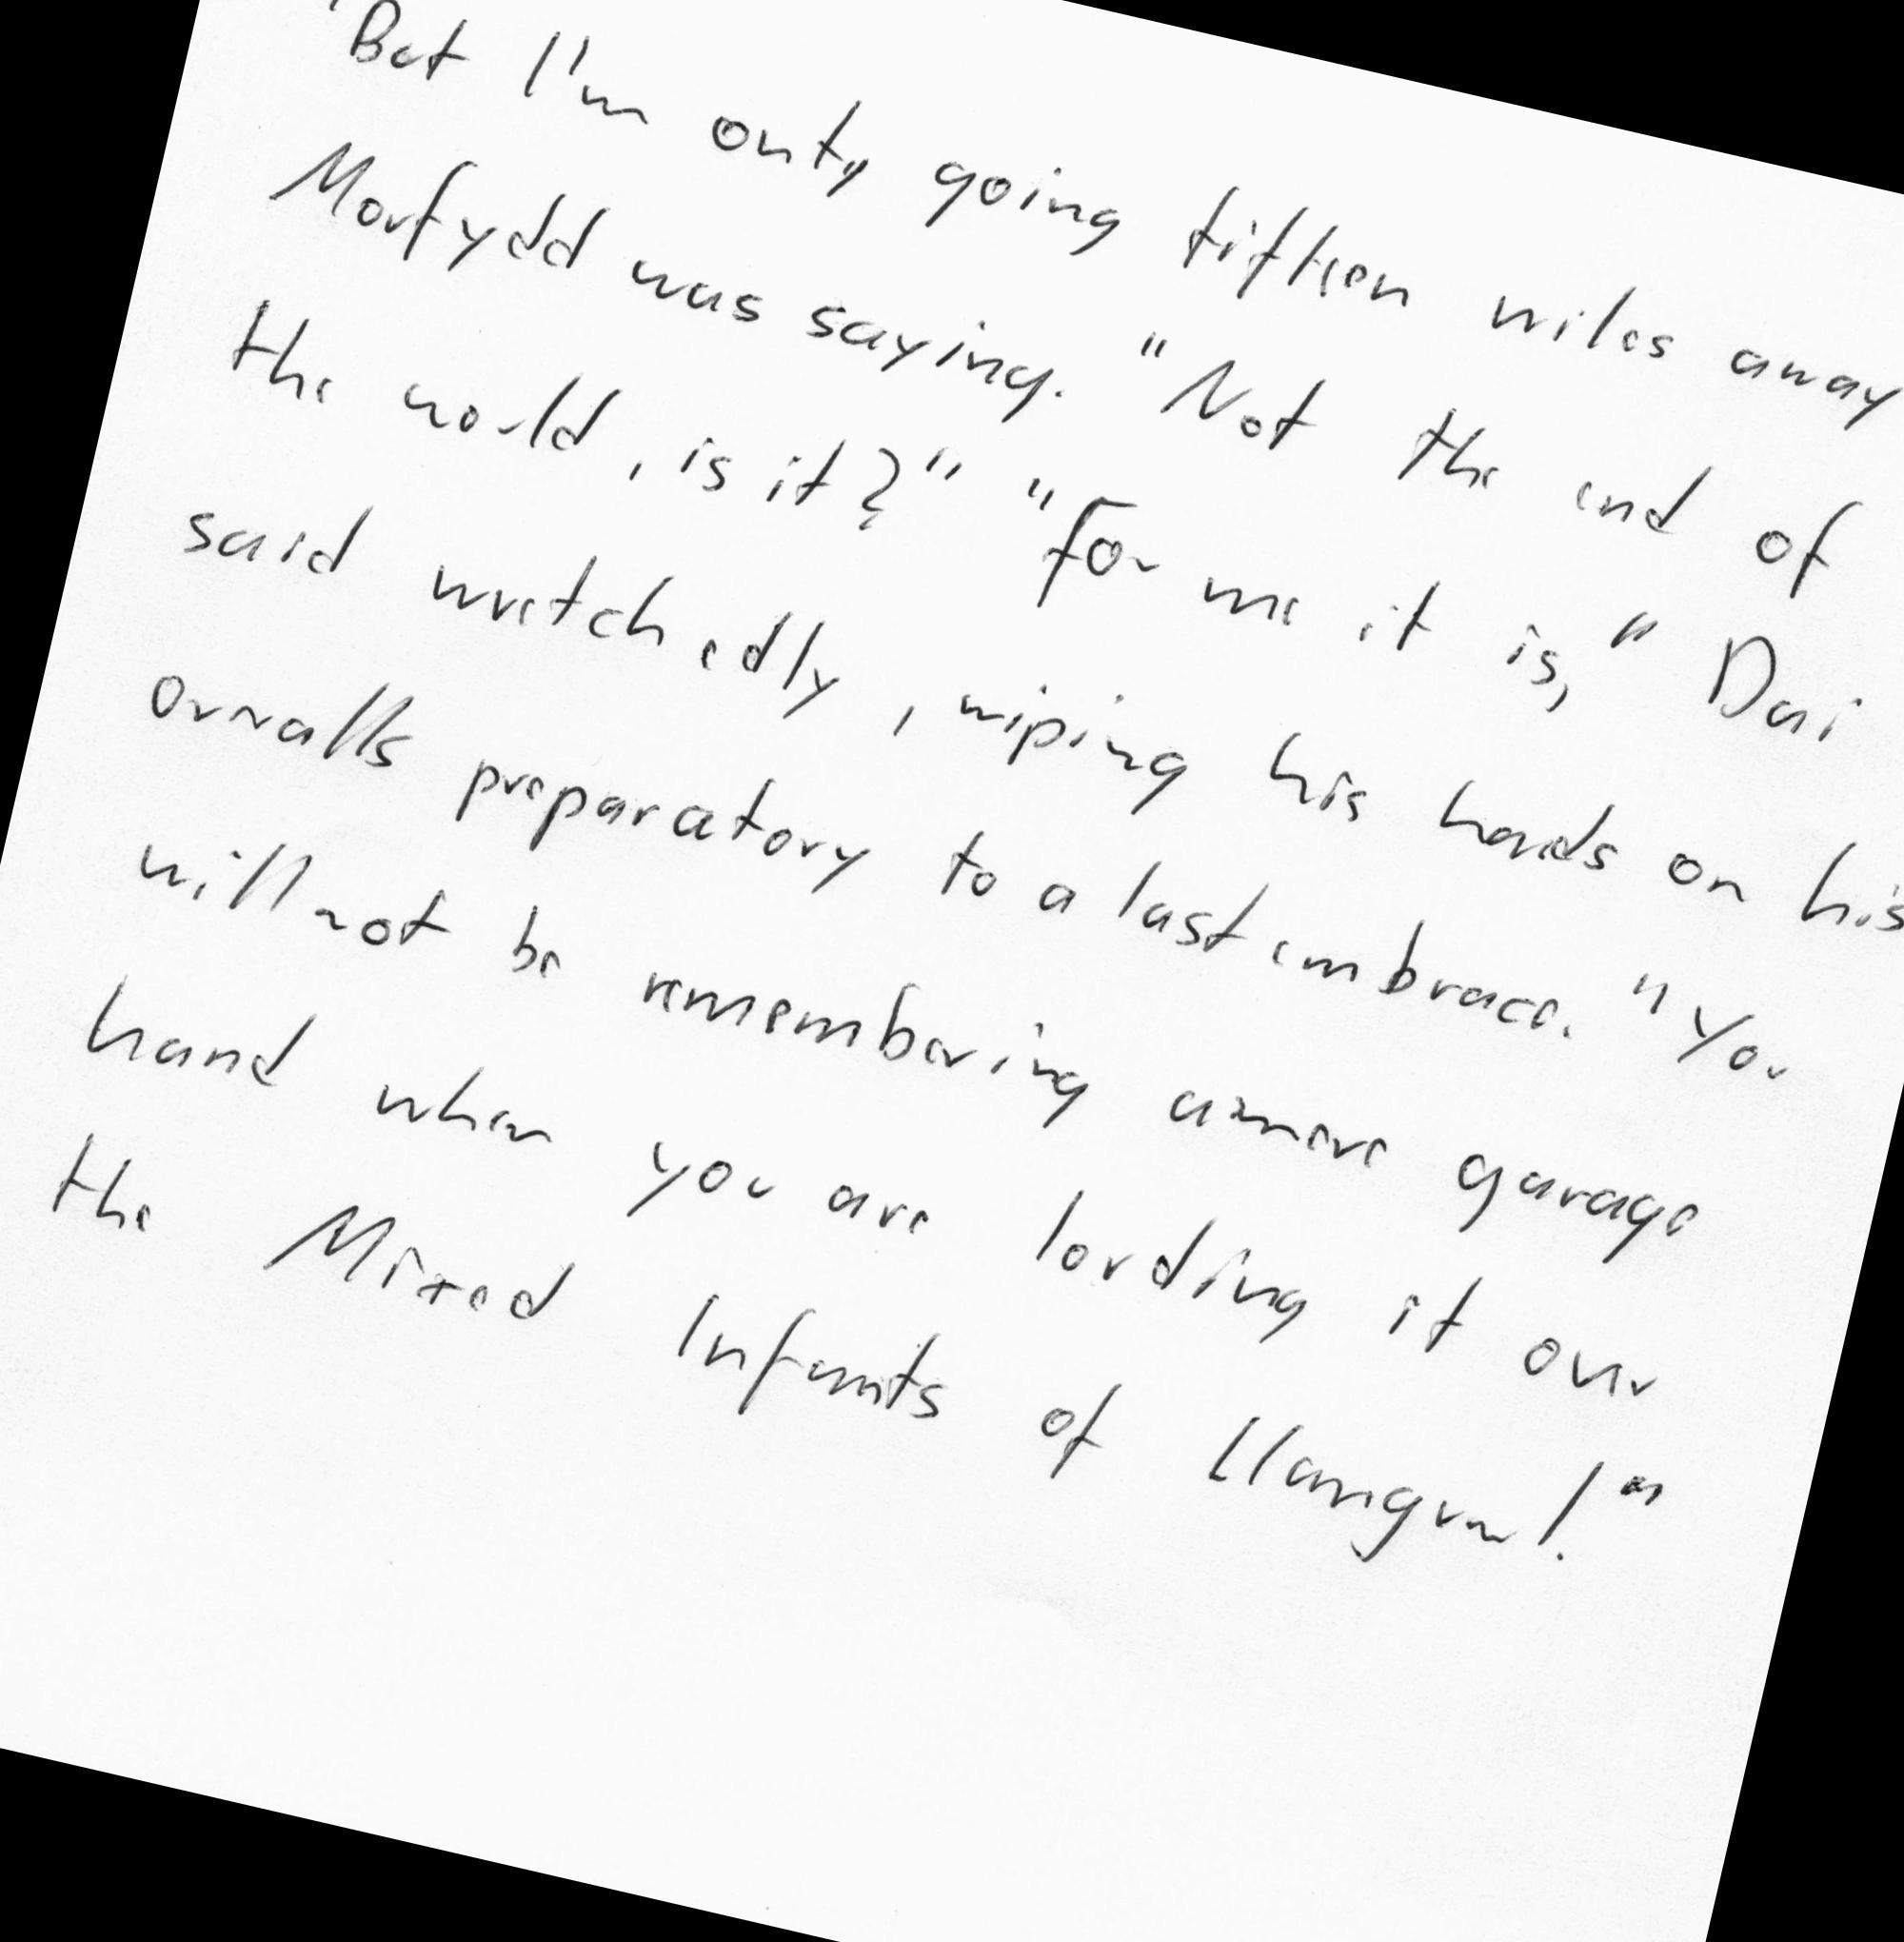 "But I'm only going fifteen miles away
Morfydd was saying. "Not the end of
the world, is it?" "For me it is," Dai
said wretchedly, wiping his hands on his
overalls preparatory to a last embrace. "You
will not be remembering a mere garage
hand when you are lording it over
the Mixed Infants of Llangrw!"